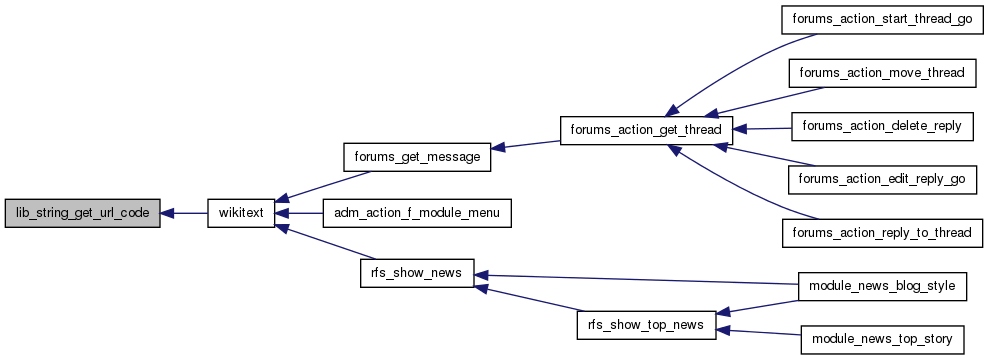 forums_action_start_thread_go
forums_action_move_thread
forums_action_get_thread
forums_action_delete_reply
forums_get_message
forums_action_edit_reply_go
lib_string_get_url_code
wikitext
adm_action_f_module_menu
forums_action_reply_to_thread
rfs_show_news
module_news_blog_style
rfs_show_top_news
module_news_top_story